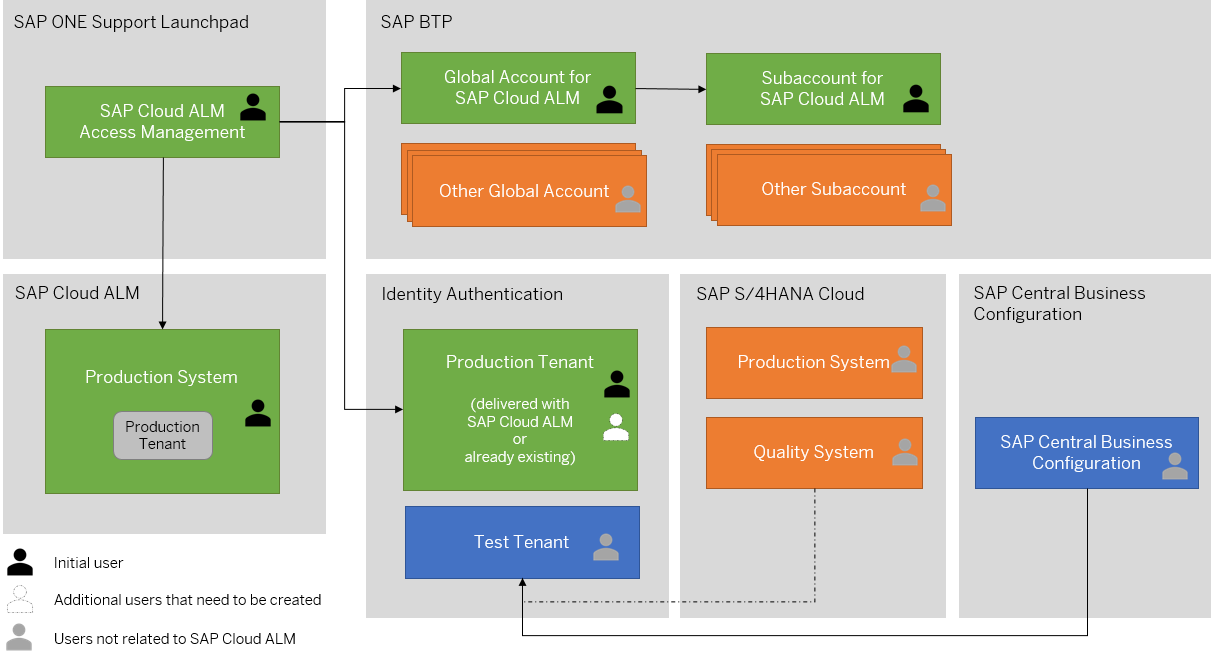 SAP ONE Support Launchpad
SAP Cloud ALM
Access Management
SAP BTP
Global Account for
SAP Cloud ALM
Subaccount for
SAP Cloud ALM
Other Global Account
Other Subaccount
SAP Cloud ALM
Production System
Production
Tenant
Identity Authentication
Production Tenant
(delivered with
SAP Cloud ALM
or
already existing)
Test Tenant
SAP S/4HANA Cloud
Production System
Quality System
SAP Central Business
Configuration
SAP Central Business
Configuration
Initial user
Additional users that need to be created
Users not related to SAP Cloud ALM